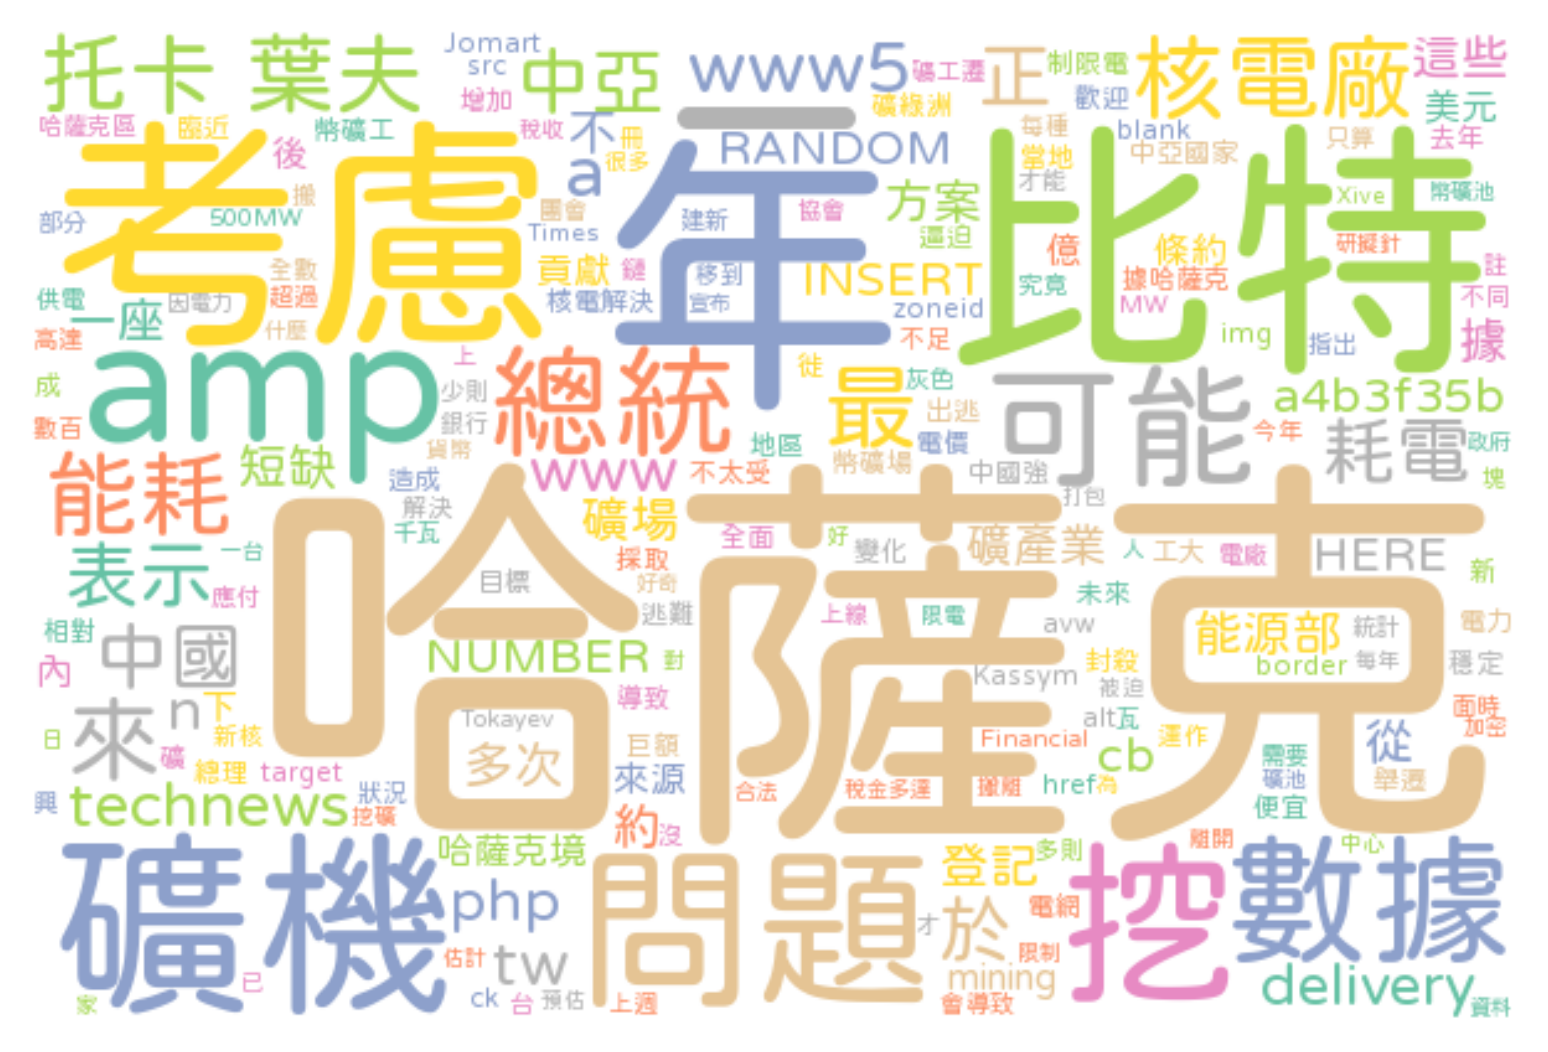 托卡
葉夫
Jomart
src
中亞
www5
礦工遷
正
制限電
核電廠
這些
增加
礦綠洲
歡迎
美元
哈薩克區
臨近
幣礦工
稅收
不
冊
RANDOM
每種
blank
只算
去年
考慮
後
a
很多
年
當地
中亞國家
比特
搬
才能
Xive
幣礦池
部分
500MW
團會
Times
建新
協會
方案
逼迫
億
條約
研擬針
全數
貢獻
鏈
移到
INSERT
究竟
據哈薩克
註
供電
一座
因電力
超過
核電解決
宣布
zoneid
MW
不同
高達
什麼
不足
img
指出
據
amp
上
總統
徙
最
灰色
可能
a4b3f35b
成
少則
出逃
數百
銀行
地區
電價
今年
耗電
政府
能耗
短缺
貨幣
www
不太受
幣礦場
中國強
塊
造成
打包
解決
礦場
千瓦
全面
好
變化
礦產業
人
工大
電廠
HERE
表示
一台
採取
新
應付
目標
好奇
哈薩克
未來
逃難
上線
限電
能源部
統計
電力
相對
中國
NUMBER
對
avw
封殺
border
每年
穩定
內
Kassym
被迫
來
n
下
導致
alt
瓦
面時
加密
日
新核
Tokayev
多次
巨額
Financial
cb
運作
從
礦
總理
target
來源
需要
礦池
舉遷
興
technews
狀況
挖礦
合法
稅金多達
撤離
href
為
便宜
約
沒
礦機
哈薩克境
登記
多則
離開
中心
php
問題
挖
數據
才
於
電網
估計
tw
限制
已
mining
delivery
家
ck
台
預估
上週
會導致
資料